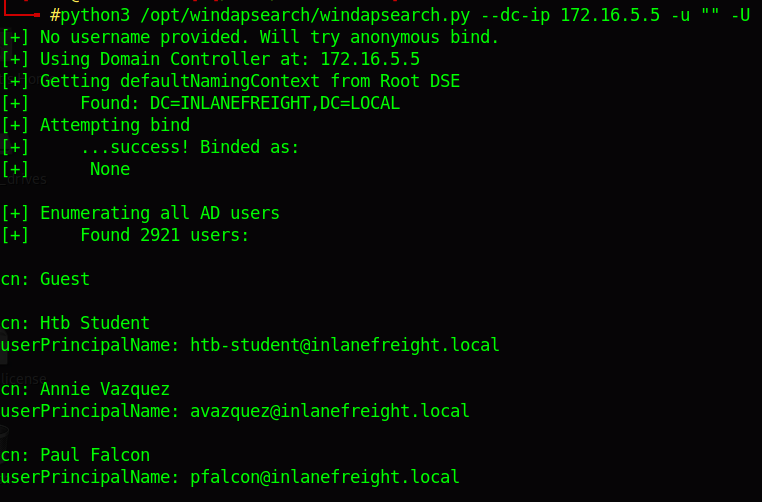 #python3 /opt/windapsearch/windapsearch.py --dc-ip 172.16.5.5 -u "" -U
[+] No username provided. Will try anonymous bind.
[+] Using Domain Controller at: 172.16.5.5
[+] Getting defaultNamingContext from Root DSE
[+]     Found: DC=INLANEFREIGHT,DC=LOCAL
[+] Attempting bind
[+]     ...success! Binded as:
[+]      None
[+] Enumerating all AD users
[+]     Found 2921 users:
cn: Guest
cn: Htb Student
userPrincipalName: htb-student@inlanefreight.local
cn: Annie Vazquez
userPrincipalName: avazquez@inlanefreight.local
cn: Paul Falcon
userPrincipalName: pfalcon@inlanefreight.local